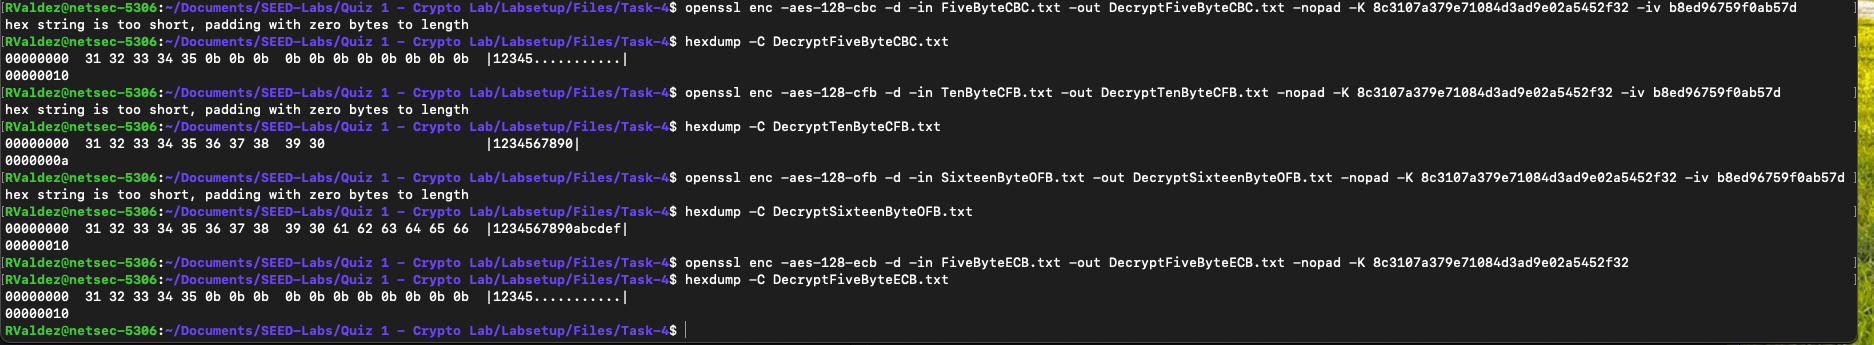 [RValdez@netsec-5306:~/Documents/SEED-Labs/Quiz 1 - Crypto Lab/Labsetup/Files/Task-4$ openssl enc -aes-128-cbc -d -in FiveByteCBC.txt -out DecryptFiveByteCBC.txt -nopad -K 8c3107a379e71084d3ad9e02a5452f32 -iv b8ed96759f0ab57d ]
hex string is too short, padding with zero bytes to length
[RValdez@netsec-5306:~/Documents/SEED-Labs/Quiz 1 - Crypto Lab/Labsetup/Files/Task-4$ hexdump -C DecryptFiveByteCBC.txt ]
00000000  31 32 33 34 35 0b 0b 0b  0b 0b 0b 0b 0b 0b 0b 0b  |12345...........|
00000010
[RValdez@netsec-5306:~/Documents/SEED-Labs/Quiz 1 - Crypto Lab/Labsetup/Files/Task-4$ openssl enc -aes-128-cfb -d -in TenByteCFB.txt -out DecryptTenByteCFB.txt -nopad -K 8c3107a379e71084d3ad9e02a5452f32 -iv b8ed96759f0ab57d ]
hex string is too short, padding with zero bytes to length
[RValdez@netsec-5306:~/Documents/SEED-Labs/Quiz 1 - Crypto Lab/Labsetup/Files/Task-4$ hexdump -C DecryptTenByteCFB.txt ]
00000000  31 32 33 34 35 36 37 38  39 30                    |1234567890|
0000000a
[RValdez@netsec-5306:~/Documents/SEED-Labs/Quiz 1 - Crypto Lab/Labsetup/Files/Task-4$ openssl enc -aes-128-ofb -d -in SixteenByteOFB.txt -out DecryptSixteenByteOFB.txt -nopad -K 8c3107a379e71084d3ad9e02a5452f32 -iv b8ed96759f0ab57d ]
hex string is too short, padding with zero bytes to length
[RValdez@netsec-5306:~/Documents/SEED-Labs/Quiz 1 - Crypto Lab/Labsetup/Files/Task-4$ hexdump -C DecryptSixteenByteOFB.txt ]
00000000  31 32 33 34 35 36 37 38  39 30 61 62 63 64 65 66  |1234567890abcdef|
00000010
[RValdez@netsec-5306:~/Documents/SEED-Labs/Quiz 1 - Crypto Lab/Labsetup/Files/Task-4$ openssl enc -aes-128-ecb -d -in FiveByteECB.txt -out DecryptFiveByteECB.txt -nopad -K 8c3107a379e71084d3ad9e02a5452f32 ]
[RValdez@netsec-5306:~/Documents/SEED-Labs/Quiz 1 - Crypto Lab/Labsetup/Files/Task-4$ hexdump -C DecryptFiveByteECB.txt ]
00000000  31 32 33 34 35 0b 0b 0b  0b 0b 0b 0b 0b 0b 0b 0b  |12345...........|
00000010
RValdez@netsec-5306:~/Documents/SEED-Labs/Quiz 1 - Crypto Lab/Labsetup/Files/Task-4$